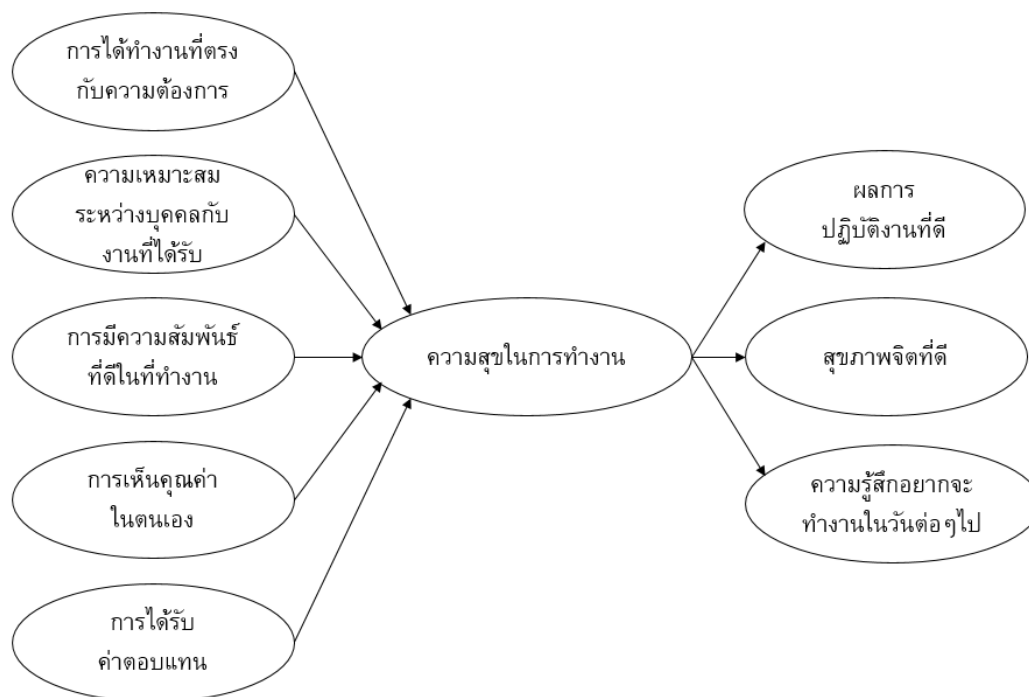 การได้ทำงานที่ตรง
กับความต้องการ
ความเหมาะสม
ระหว่างบุคคลกับ
งานที่ได้รับ
การมีความสัมพันธ์
ที่ดีในที่ทำงาน
การเห็นคุณค่า
ในตนเอง
การได้รับ
ค่าตอบแทน
ความสุขในการทำงาน
ผลการ
ปฏิบัติงานที่ดี
สุขภาพจิตที่ดี
ความรู้สึกอยากจะ
ทำงานในวันต่อๆไป